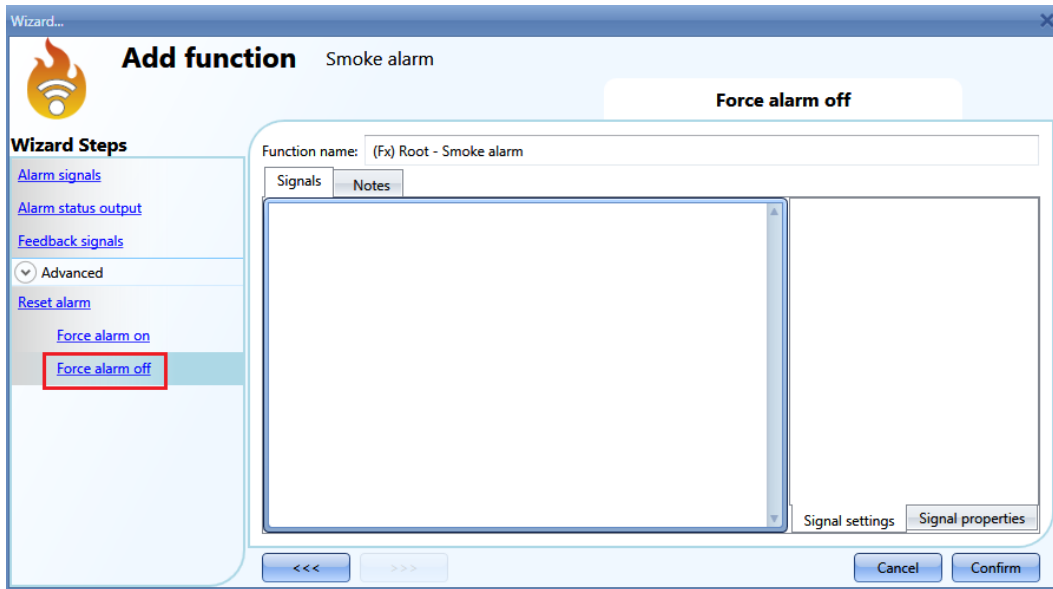 Wizard...
Add function Smoke alarm
Force alarm off
Wizard Steps
Alarm signals
Alarm status output
Feedback signals
Advanced
Reset alarm
Force alarm on
Force alarm off
Function name: (Fx) Root - Smoke alarm
Signals Notes
Signal settings Signal properties
<<< >>> Cancel Confirm